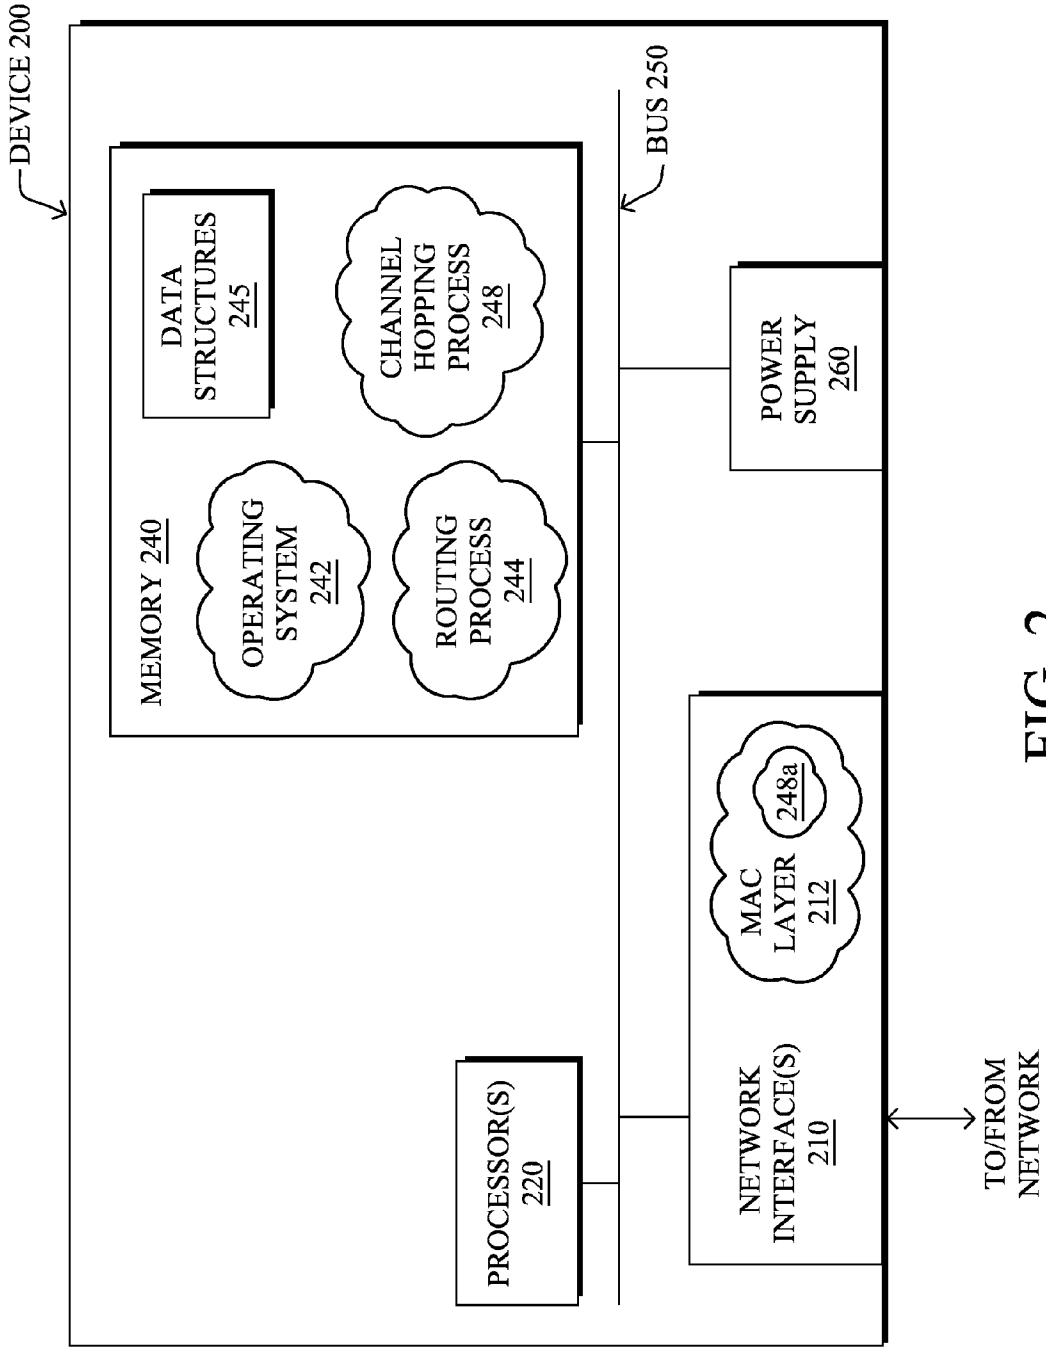 DEVICE 200
MEMORY 240
OPERATING
SYSTEM
242
DATA
STRUCTURES
245
ROUTING
PROCESS
244
CHANNEL
HOPPING
PROCESS
248
PROCESSOR(S)
220
BUS 250
NETWORK
INTERFACE(S)
210
MAC
LAYER
212
248a
POWER
SUPPLY
260
TO/FROM
NETWORK
FIG. 2